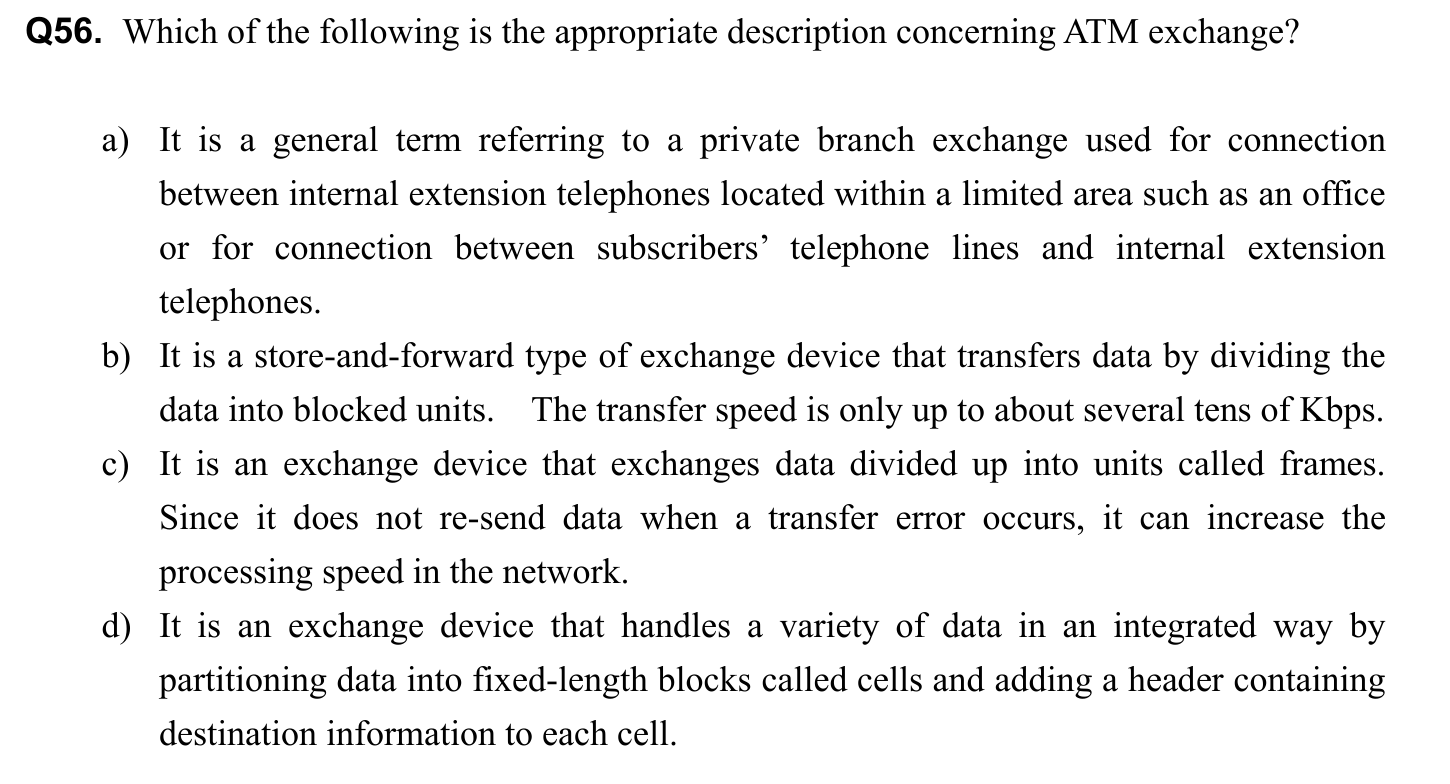 Q56. Which of the following is the appropriate description concerning ATM exchange?
a) It is a general term referring to a private branch exchange used for connection
between internal extension telephones located within a limited area such as an office
or for connection between subscribers’ telephone lines and internal extension
telephones.
b) It is a store-and-forward type of exchange device that transfers data by dividing the
data into blocked units. The transfer speed is only up to about several tens of Kbps.
c) It is an exchange device that exchanges data divided up into units called frames.
Since it does not re-send data when a transfer error occurs, it can increase the
processing speed in the network.
d) It is an exchange device that handles a variety of data in an integrated way by
partitioning data into fixed-length blocks called cells and adding a header containing
destination information to each cell.